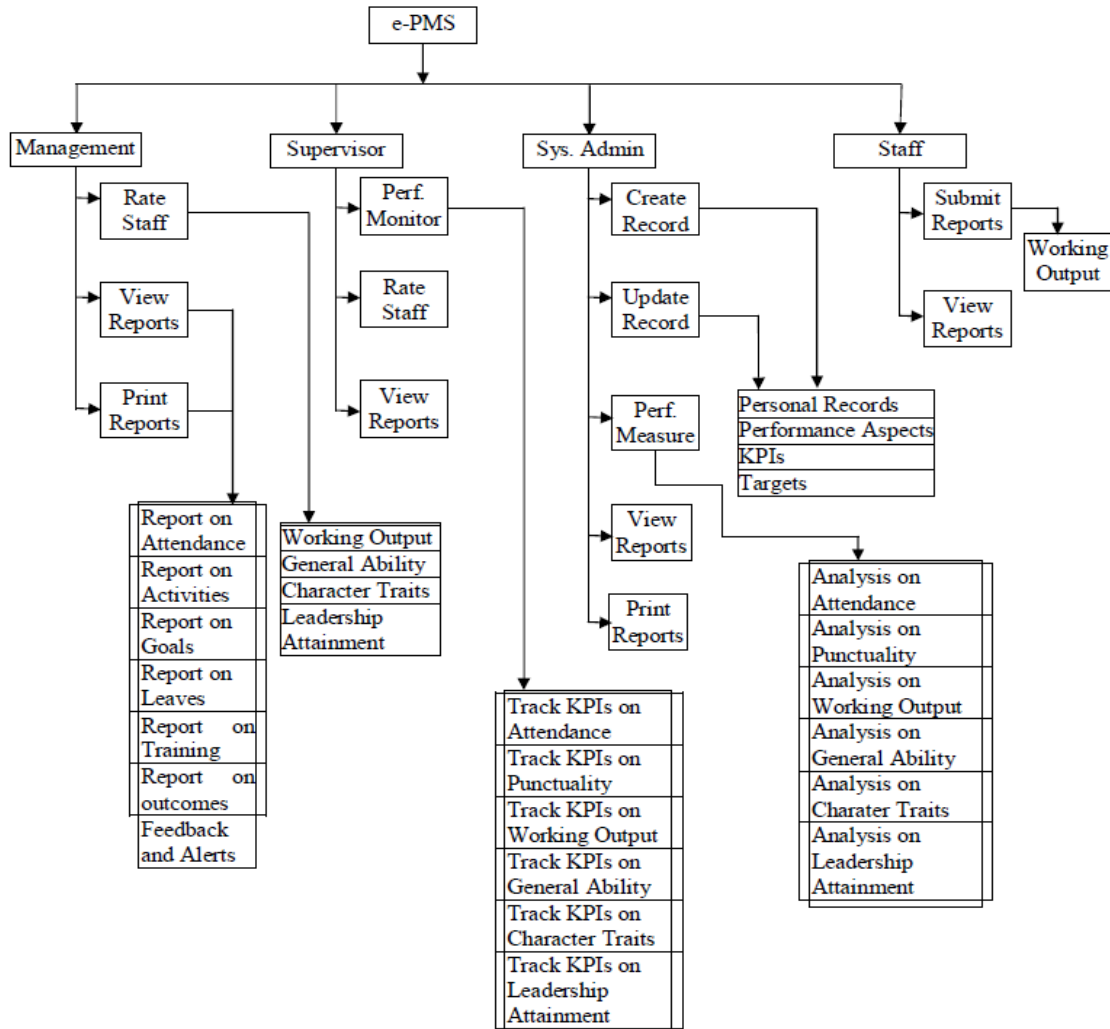 e-PMS
Management
Supervisor
Sys. Admin
Staff
Rate
Staff
View
Reports
Print
Reports
Perf.
Monitor
Rate
Staff
View
Reports
Create
Record
Update
Record
Perf.
Measure
View
Reports
Print
Reports
Submit
Reports
Working
Output
View
Reports
Personal Records
Performance Aspects
KPIs
Targets
Report on
Attendance
Report on
Activities
Report on
Goals
Report on
Leaves
Report on
Training
Report on
outcomes
Feedback
and Alerts
Working Output
General Ability
Character Traits
Leadership
Attainment
Track KPIs on
Attendance
Track KPIs on
Punctuality
Track KPIs on
Working Output
Track KPIs on
General Ability
Track KPIs on
Character Traits
Track KPIs on
Leadership
Attainment
Analysis on
Attendance
Analysis on
Punctuality
Analysis on
Working Output
Analysis on
General Ability
Analysis on
Charater Traits
Analysis on
Leadership
Attainment